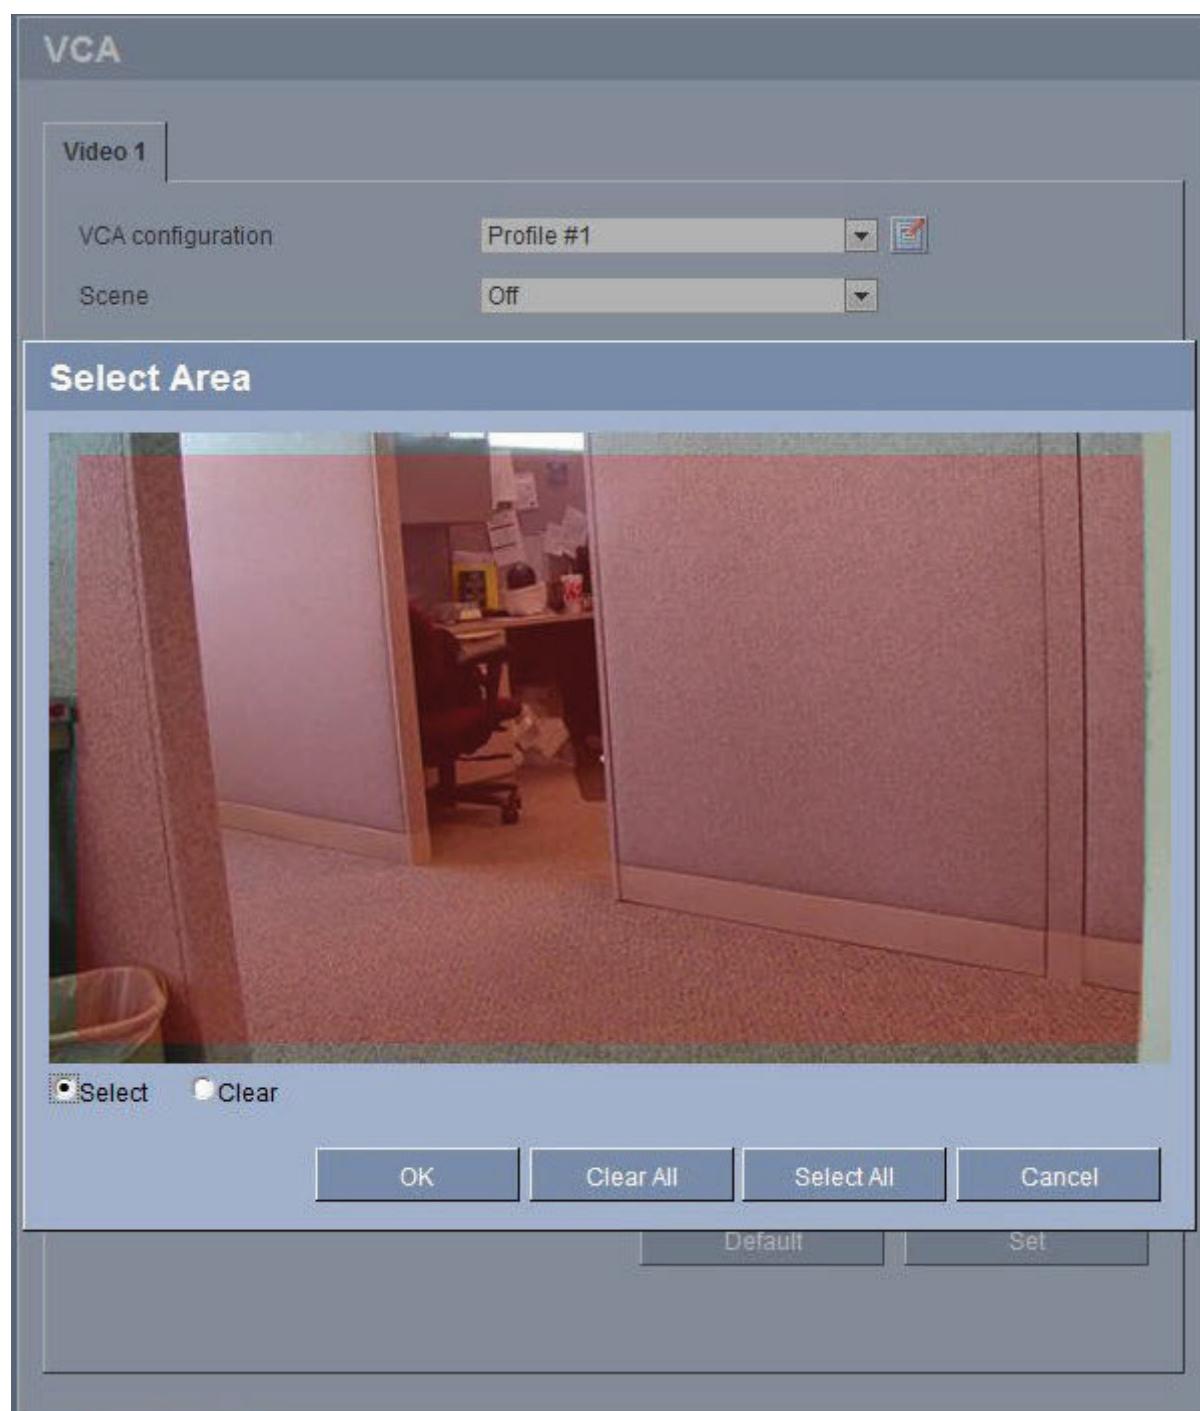 VCA
Video 1
VCA configuration Profile #1
Scene Off
Select Area
Select Clear
OK Clear All Select All Cancel
Default Set